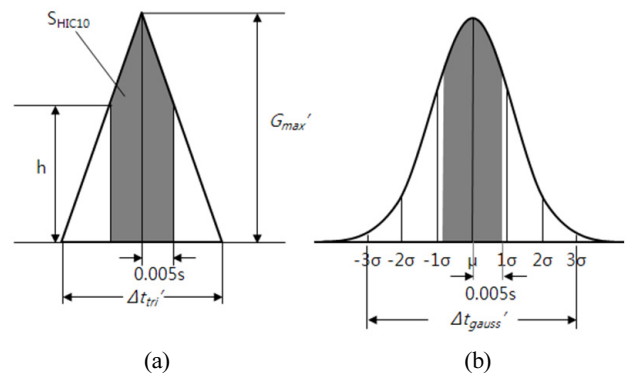 S_HIC10
G_max'
h
0.005s
Δt_tri'
-3σ -2σ -1σ μ 1σ 2σ 3σ
0.005s
Δt_gauss'
(a) (b)